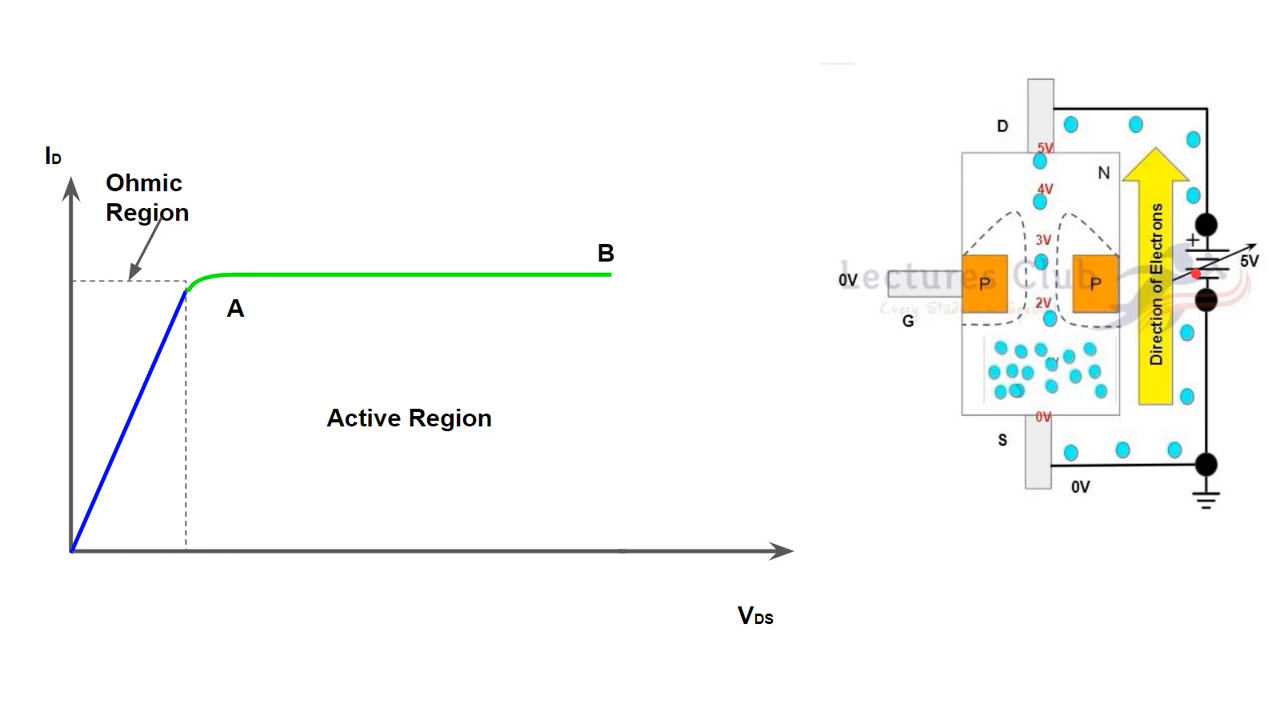 ID
Ohmic
Region
A
B
Active Region
VDS
D
5V
4V
N
3V
2V
0V
P
P
0V
G
S
0V
+
5V
Direction of Electrons
Lectures Club